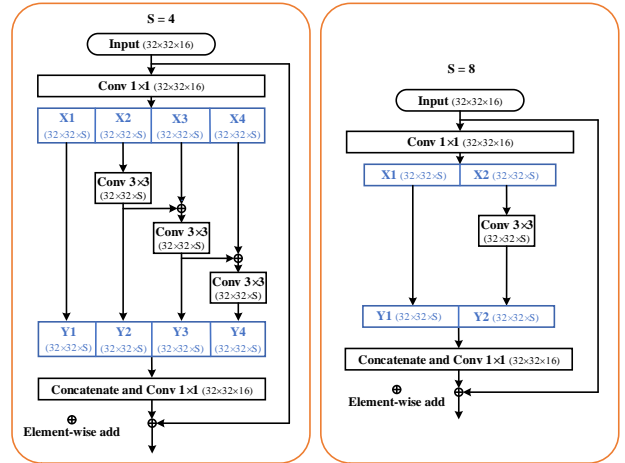 S = 4
Input (32×32×16)
Conv 1×1 (32×32×16)
X1 X2 X3 X4
(32×32×S) (32×32×S) (32×32×S) (32×32×S)
Conv 3×3
(32×32×S)
⊕
Conv 3×3
(32×32×S)
⊕
Conv 3×3
(32×32×S)
Y1 Y2 Y3 Y4
(32×32×S) (32×32×S) (32×32×S) (32×32×S)
Concatenate and Conv 1×1 (32×32×16)
⊕ ⊕
Element-wise add
S = 8
Input (32×32×16)
Conv 1×1 (32×32×16)
X1 (32×32×S) X2 (32×32×S)
Conv 3×3
(32×32×S)
Y1 (32×32×S) Y2 (32×32×S)
Concatenate and Conv 1×1 (32×32×16)
⊕ ⊕
Element-wise add